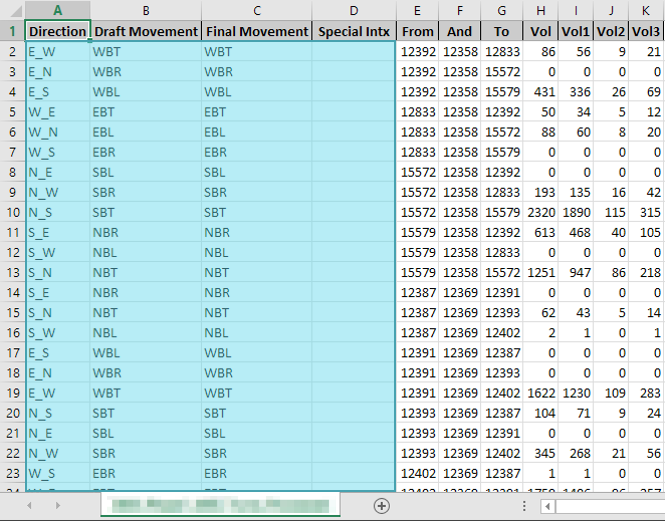 A B C D E F G H I J K
1 Direction Draft Movement Final Movement Special Intx From And To Vol Vol1 Vol2 Vol3
2 E_W WBT WBT 12392 12358 12833 86 56 9 21
3 E_N WBR WBR 12392 12358 15572 0 0 0 0
4 E_S WBL WBL 12392 12358 15579 431 336 26 69
5 W_E EBT EBT 12833 12358 12392 50 34 5 12
6 W_N EBL EBL 12833 12358 15572 88 60 8 20
7 W_S EBR EBR 12833 12358 15579 0 0 0 0
8 N_E SBL SBL 15572 12358 12392 0 0 0 0
9 N_W SBR SBR 15572 12358 12833 193 135 16 42
10 N_S SBT SBT 15572 12358 15579 2320 1890 115 315
11 S_E NBR NBR 15579 12358 12392 613 468 40 105
12 S_W NBL NBL 15579 12358 12833 0 0 0 0
13 S_N NBT NBT 15579 12358 15572 1251 947 86 218
14 S_E NBR NBR 12387 12369 12391 0 0 0 0
15 S_N NBT NBT 12387 12369 12393 62 43 5 14
16 S_W NBL NBL 12387 12369 12402 2 1 0 1
17 E_S WBL WBL 12391 12369 12387 0 0 0 0
18 E_N WBR WBR 12391 12369 12393 0 0 0 0
19 E_W WBT WBT 12391 12369 12402 1622 1230 109 283
20 N_S SBT SBT 12393 12369 12387 104 71 9 24
21 N_E SBL SBL 12393 12369 12391 0 0 0 0
22 N_W SBR SBR 12393 12369 12402 345 268 21 56
23 W_S EBR EBR 12402 12369 12387 1 1 0 0